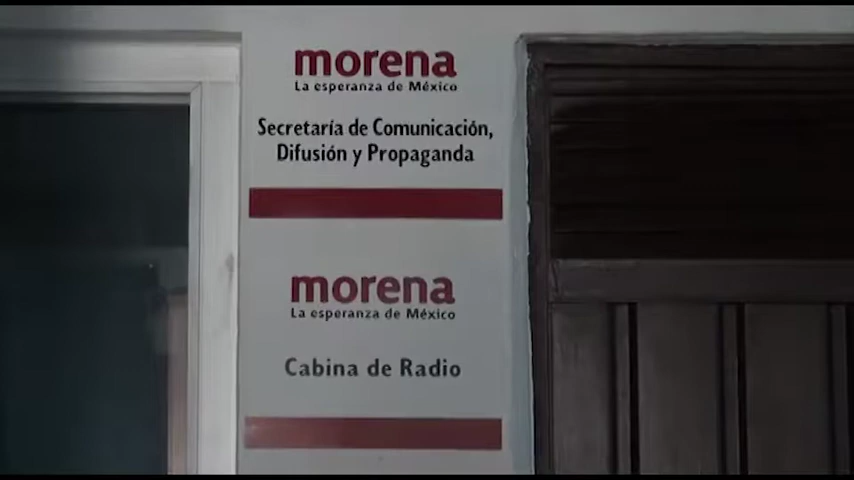 morena
La esperanza de México
Secretaría de Comunicación,
Difusión y Propaganda
morena
La esperanza de México
Cabina de Radio